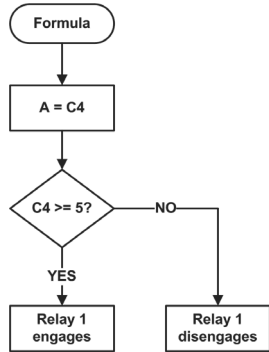 Formula
A = C4
C4 >= 5?
NO
YES
Relay 1
engages
Relay 1
disengages